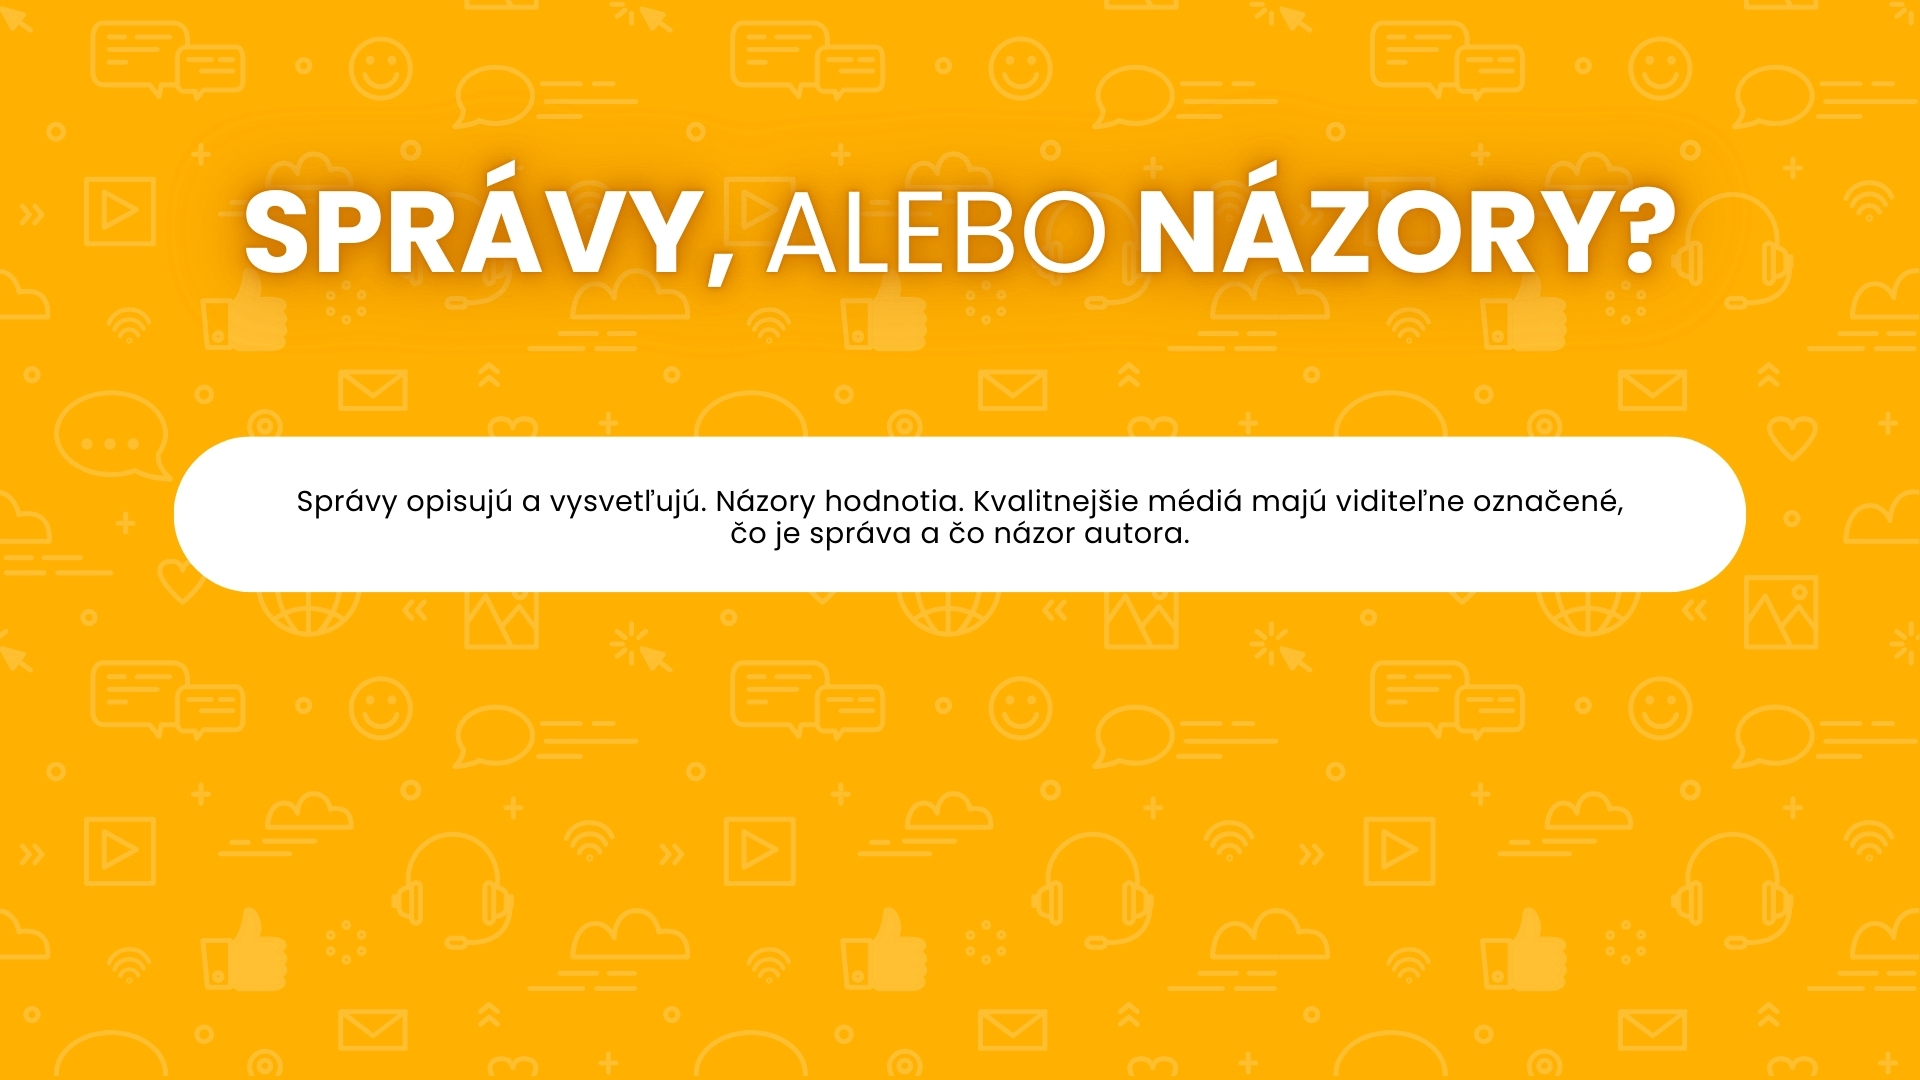 SPRÁVY, ALEBO NÁZORY?
Správy opisujú a vysvetľujú. Názory hodnotia. Kvalitnejšie médiá majú viditeľne označené,
čo je správa a čo názor autora.